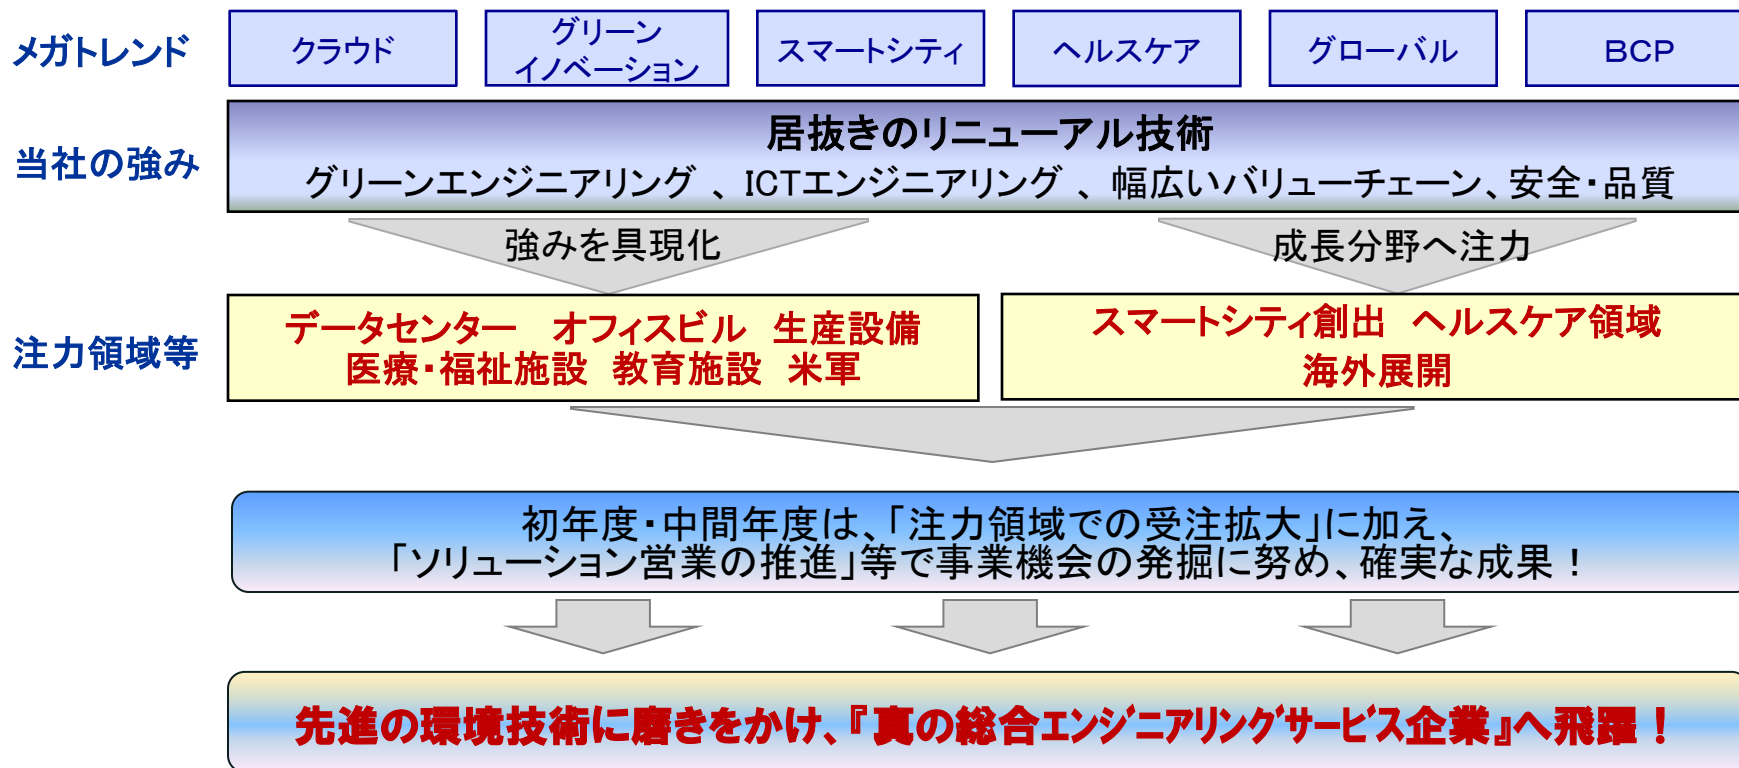 メガトレンド
クラウド
グリーン
イノベーション
スマートシティ
ヘルスケア
グローバル
BCP
当社の強み
居抜きのリニューアル技術
グリーンエンジニアリング 、ICTエンジニアリング 、幅広いバリューチェーン、安全・品質
強みを具現化
成長分野へ注力
注力領域等
データセンター　オフィスビル　生産設備
医療・福祉施設　教育施設　米軍
スマートシティ創出　ヘルスケア領域
海外展開
初年度・中間年度は、「注力領域での受注拡大」に加え、
「ソリューション営業の推進」等で事業機会の発掘に努め、確実な成果！
先進の環境技術に磨きをかけ、『真の総合エンジニアリングサービス企業』へ飛躍！